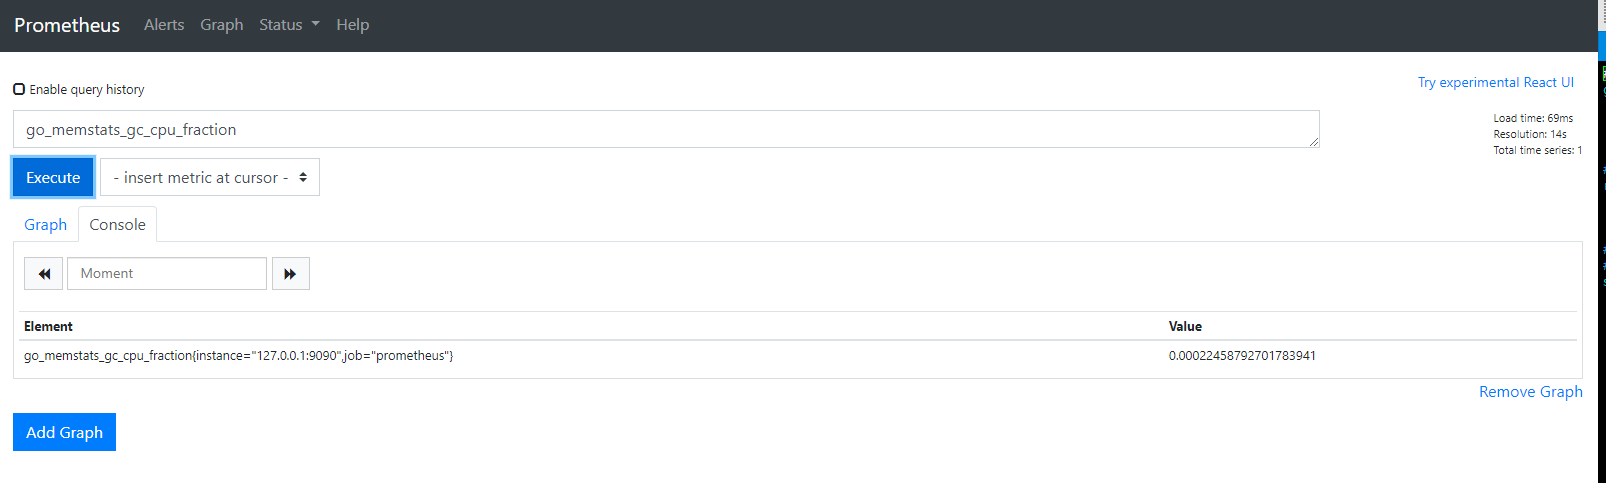 Prometheus Alerts Graph Status Help
Enable query history
Try experimental React UI
go_memstats_gc_cpu_fraction
Load time: 69ms
Resolution: 14s
Total time series: 1
Execute - insert metric at cursor -
Graph Console
Moment
Element Value
go_memstats_gc_cpu_fraction{instance="127.0.0.1:9090",job="prometheus"} 0.00022458792701783941
Remove Graph
Add Graph